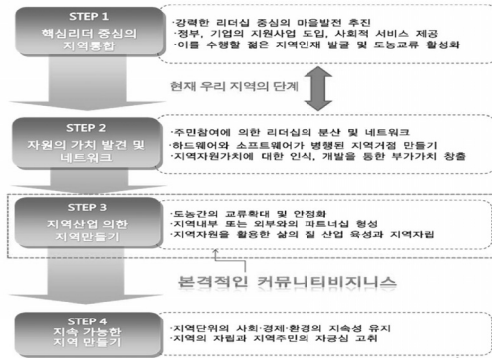 STEP 1
핵심리더 중심의
지역통합
·강력한 리더십 중심의 마을발전 추진
·정부, 기업의 지원사업 도입, 사회적 서비스 제공
·이를 수행할 젊은 지역인재 발굴 및 도농교류 활성화
현재 우리 지역의 단계
STEP 2
자원의 가치 발견 및
네트워크
·주민참여에 의한 리더십의 분산 및 네트워크
·하드웨어와 소프트웨어가 병행된 지역거점 만들기
·지역자원가치에 대한 인식, 개발을 통한 부가가치 창출
STEP 3
지역산업 의한
지역만들기
·도농간의 교류확대 및 안정화
·지역내부 또는 외부와의 파트너십 형성
·지역자원을 활용한 삶의 질 산업 육성과 지역자립
본격적인 커뮤니티비지니스
STEP 4
지속 가능한
지역 만들기
·지역단위의 사회·경제·환경의 지속성 유지
·지역의 자립과 지역주민의 자긍심 고취